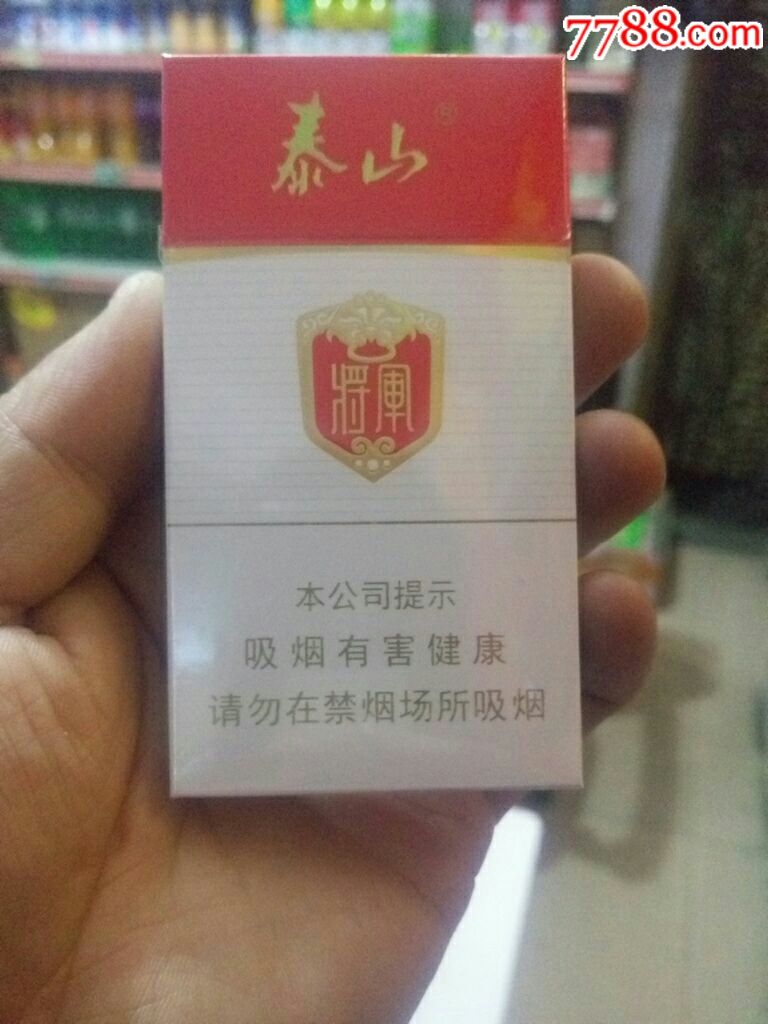 7788.com
泰山®
将軍
本公司提示
吸烟有害健康
请勿在禁烟场所吸烟